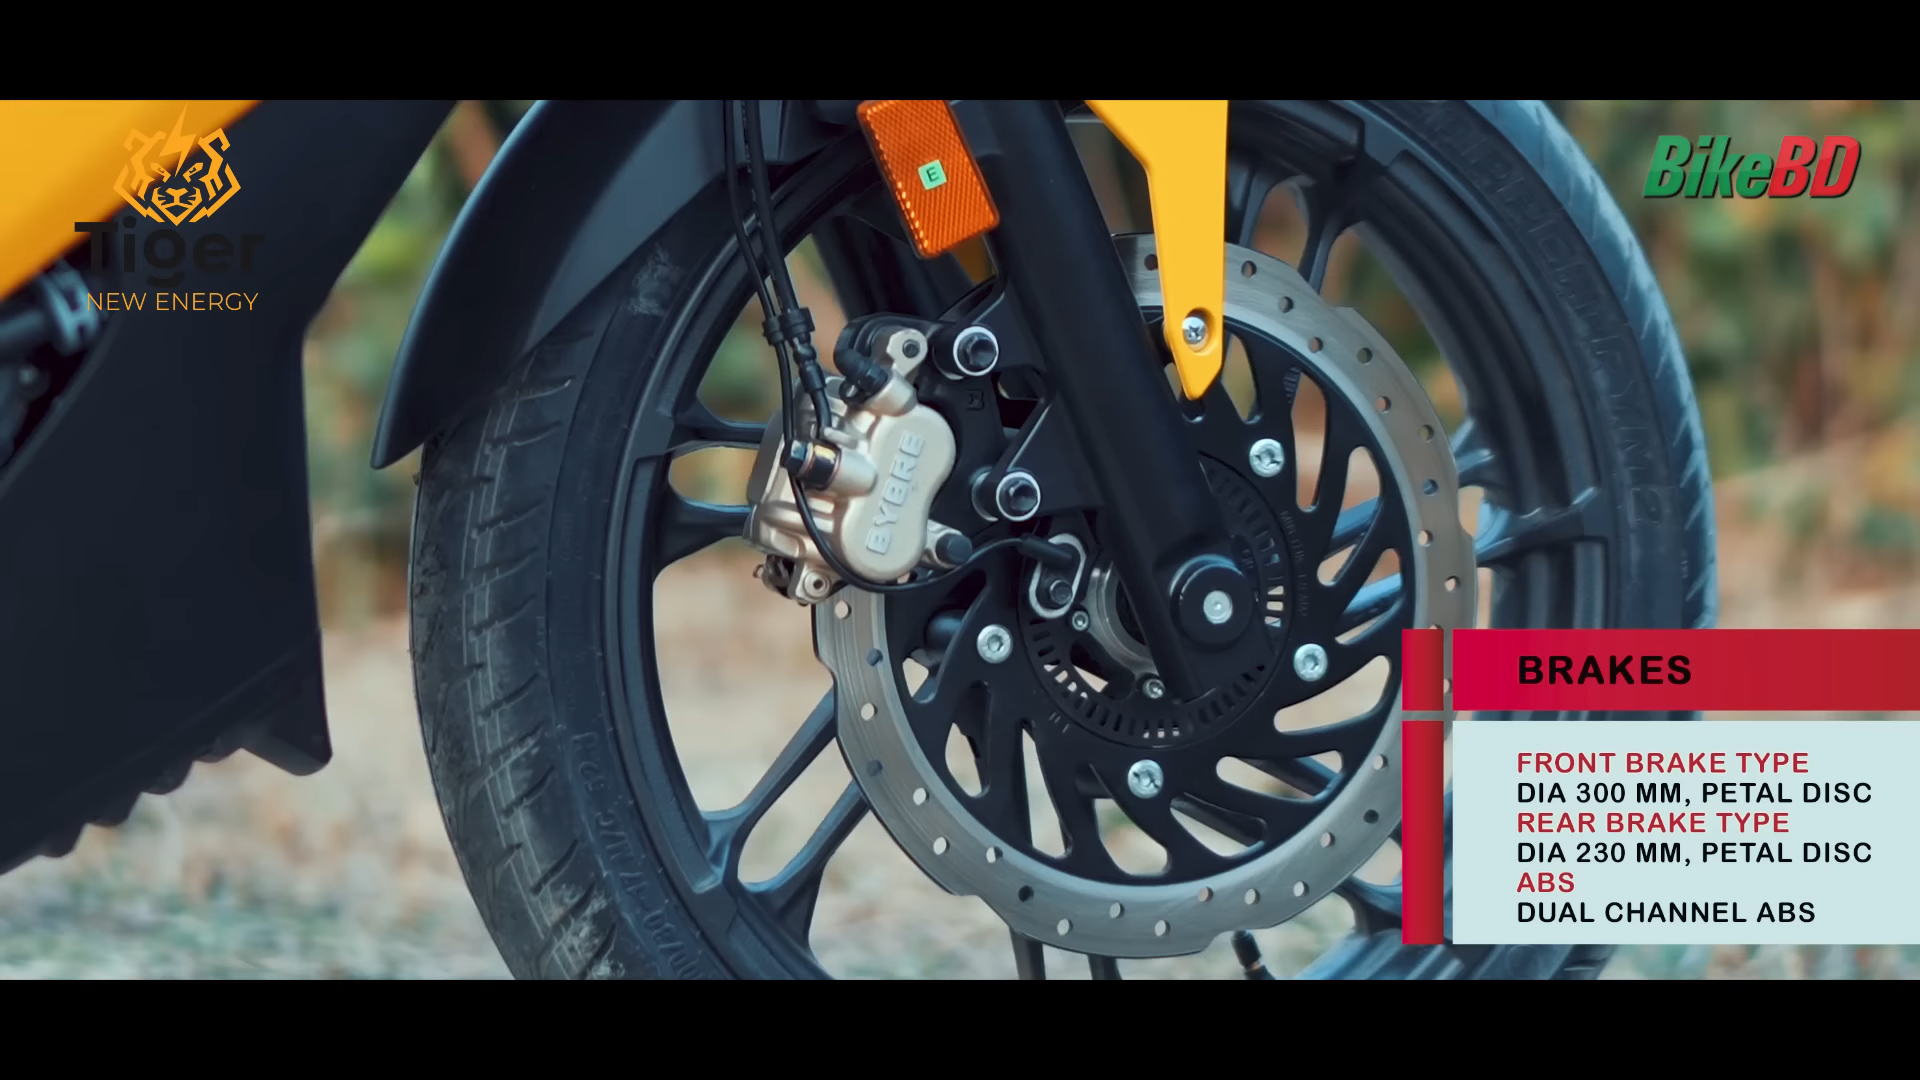 BikeBD
E
Tiger
NEW ENERGY
BYBRE
BRAKES
FRONT BRAKE TYPE
DIA 300 MM, PETAL DISC
REAR BRAKE TYPE
DIA 230 MM, PETAL DISC
ABS
DUAL CHANNEL ABS